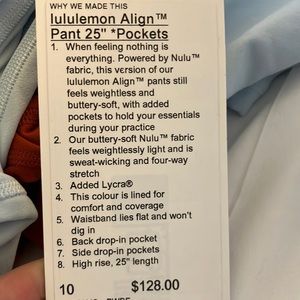 WHY WE MADE THIS
lululemon Align™
Pant 25" *Pockets
1. When feeling nothing is
everything. Powered by Nulu™
fabric, this version of our
lululemon Align™ pants still
feels weightless and
buttery-soft, with added
pockets to hold your essentials
during your practice
2. Our buttery-soft Nulu™ fabric
feels weightlessly light and is
sweat-wicking and four-way
stretch
3. Added Lycra®
4. This colour is lined for
comfort and coverage
5. Waistband lies flat and won't
dig in
6. Back drop-in pocket
7. Side drop-in pockets
8. High rise, 25" length
10 $128.00